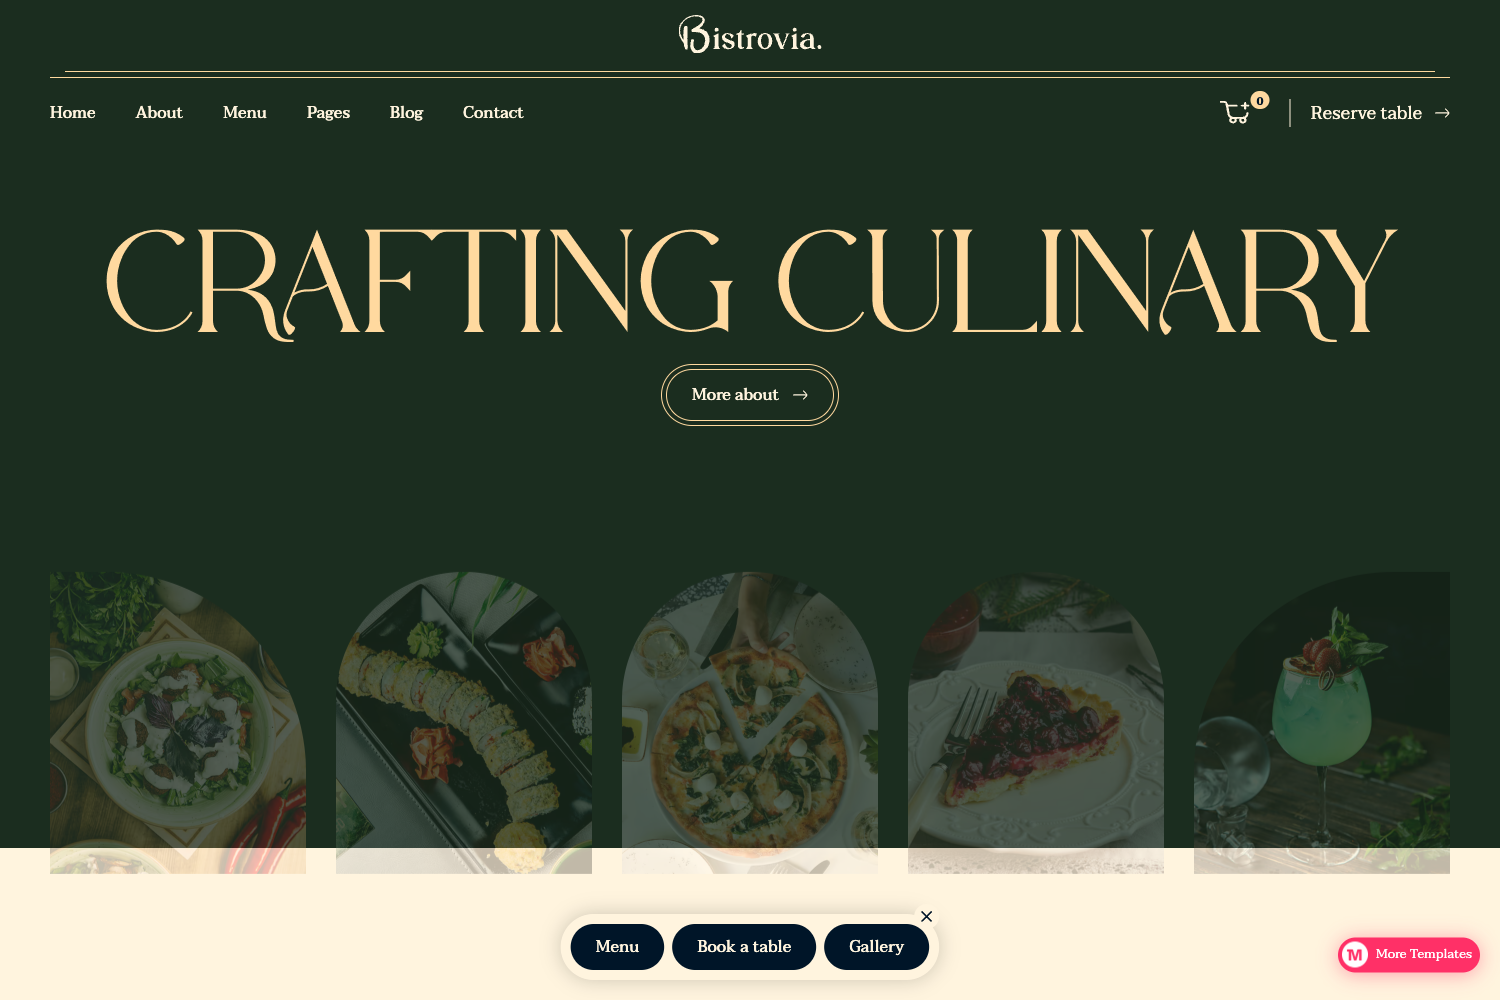 Bistrovia.
Home About Menu Pages Blog Contact 0 Reserve table
CRAFTING CULINARY
More about
Menu Book a table Gallery
M More Templates